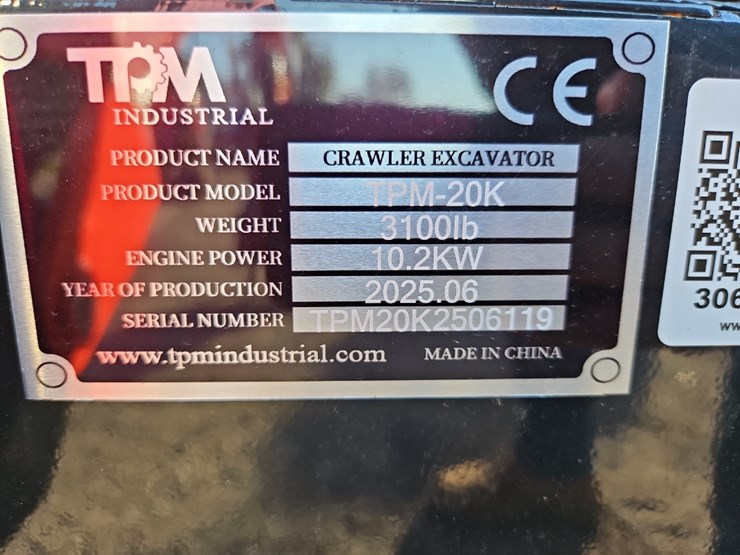 TPM
INDUSTRIAL
CE
PRODUCT NAME CRAWLER EXCAVATOR
PRODUCT MODEL TPM-20K
WEIGHT 3100lb
ENGINE POWER 10.2KW
YEAR OF PRODUCTION 2025.06
SERIAL NUMBER TPM20K2506119
www.tpmindustrial.com MADE IN CHINA
306
ww